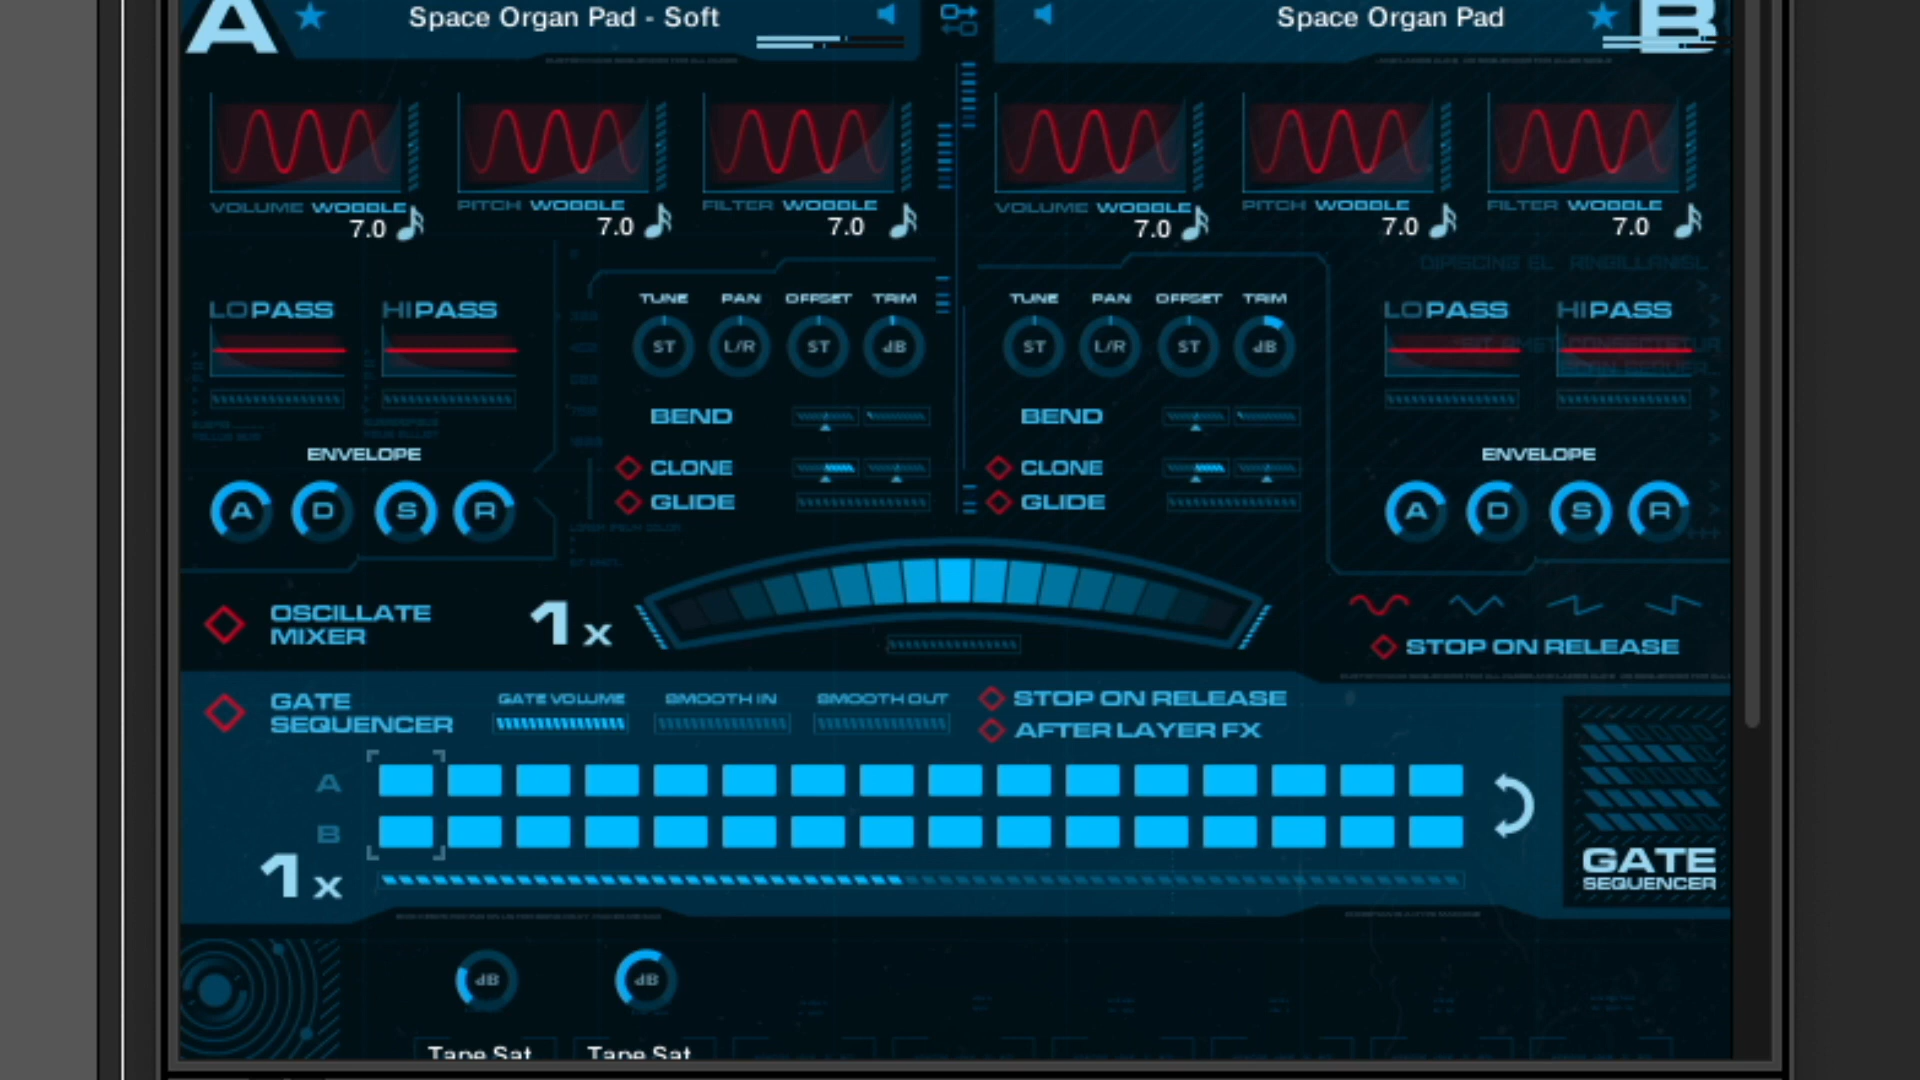 A Space Organ Pad - Soft
Space Organ Pad B
VOLUME WOBBLE PITCH WOBBLE FILTER WOBBLE VOLUME WOBBLE PITCH WOBBLE FILTER WOBBLE
7.0 7.0 7.0 7.0 7.0 7.0
LOPASS HIPASS
TUNE PAN OFFSET TRIM
ST L/R ST dB
BEND
CLONE
GLIDE
ENVELOPE
A D S R
TUNE PAN OFFSET TRIM
ST L/R ST dB
BEND
CLONE
GLIDE
LOPASS HIPASS
ENVELOPE
A D S R
OSCILLATE
MIXER
1 x
STOP ON RELEASE
GATE
SEQUENCER
GATE VOLUME SMOOTH IN SMOOTH OUT
STOP ON RELEASE
AFTER LAYER FX
A
B
1 x
GATE
SEQUENCER
dB dB
Tape Sat Tape Sat